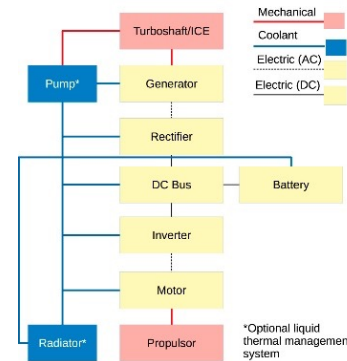 Mechanical
Turboshaft/ICE
Coolant
Electric (AC)
Pump*
Generator
Electric (DC)
Rectifier
DC Bus
Battery
Inverter
Motor
Radiator*
Propulsor
*Optional liquid
thermal management
system